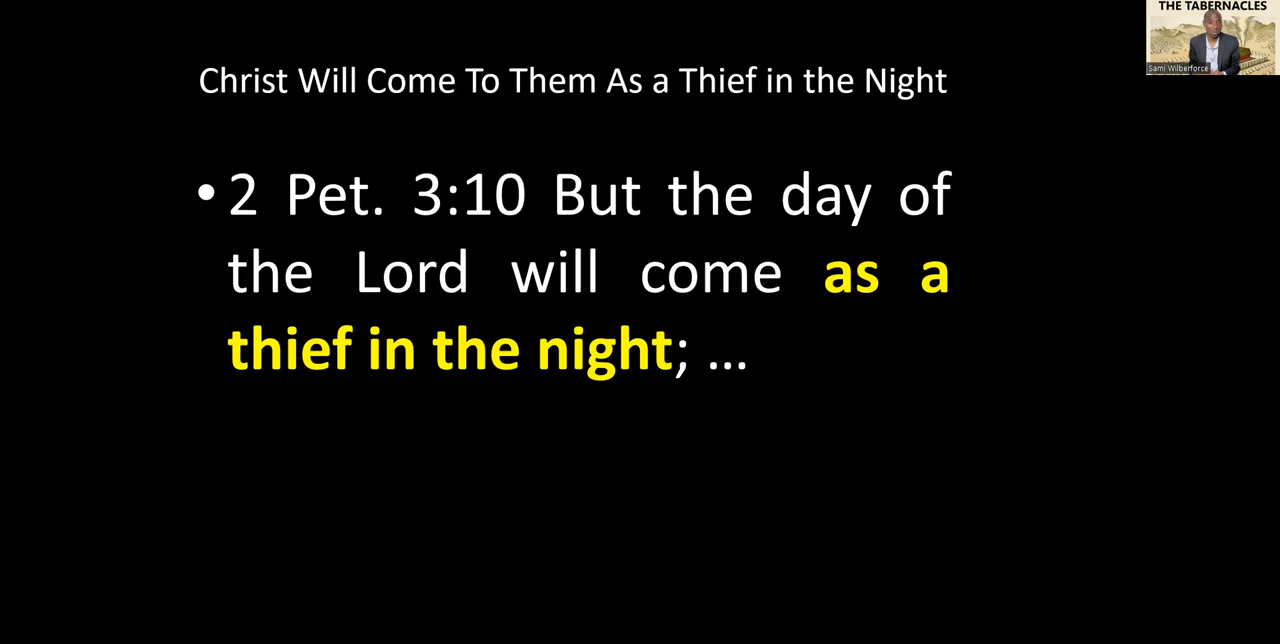 THE TABERNACLES
Sami Wilberforce
Christ Will Come To Them As a Thief in the Night
• 2 Pet. 3:10 But the day of
the Lord will come as a
thief in the night; ...